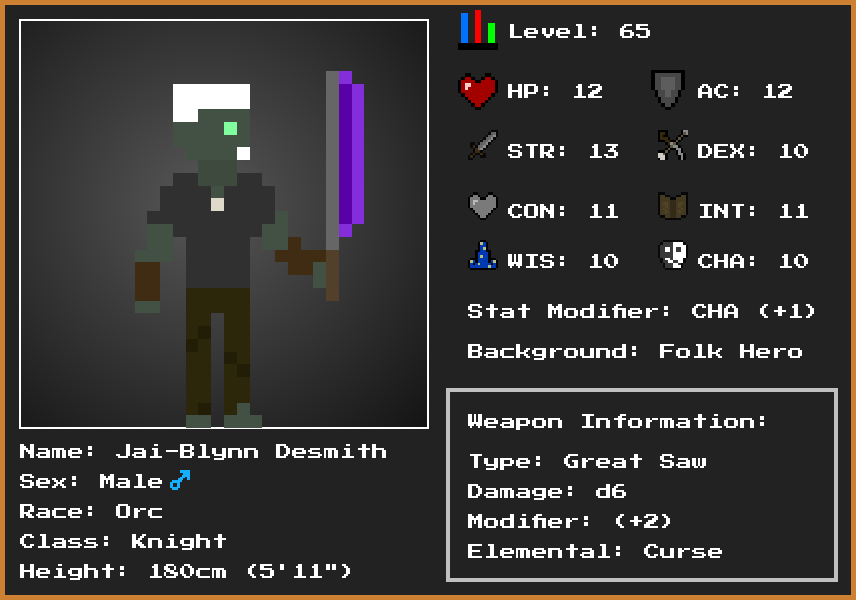 Level: 65
HP: 12
AC: 12
STR: 13
DEX: 10
CON: 11
INT: 11
WIS: 10
CHA: 10
Stat Modifier: CHA (+1)
Background: Folk Hero
Weapon Information:
Type: Great Saw
Damage: d6
Modifier: (+2)
Elemental: Curse
Name: Jai-Blynn Desmith
Sex: Male♂
Race: Orc
Class: Knight
Height: 180cm (5'11")